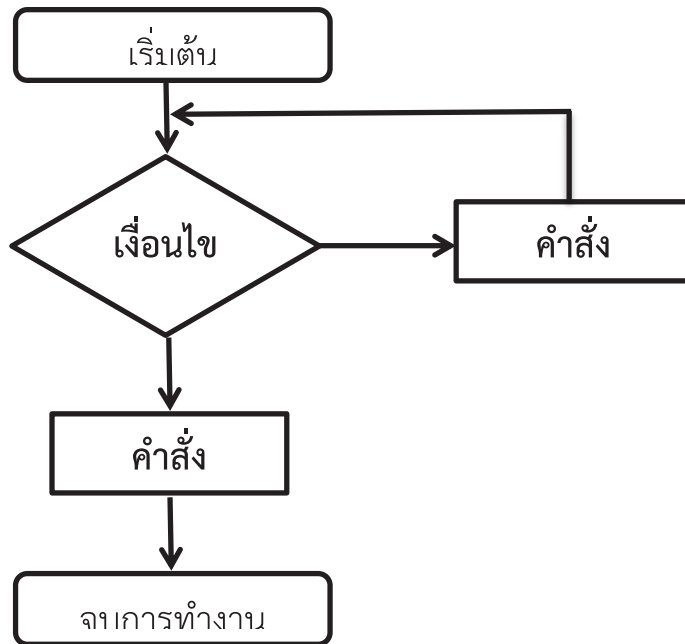 เริ่มต้น
เงื่อนไข
คำสั่ง
คำสั่ง
จบการทำงาน